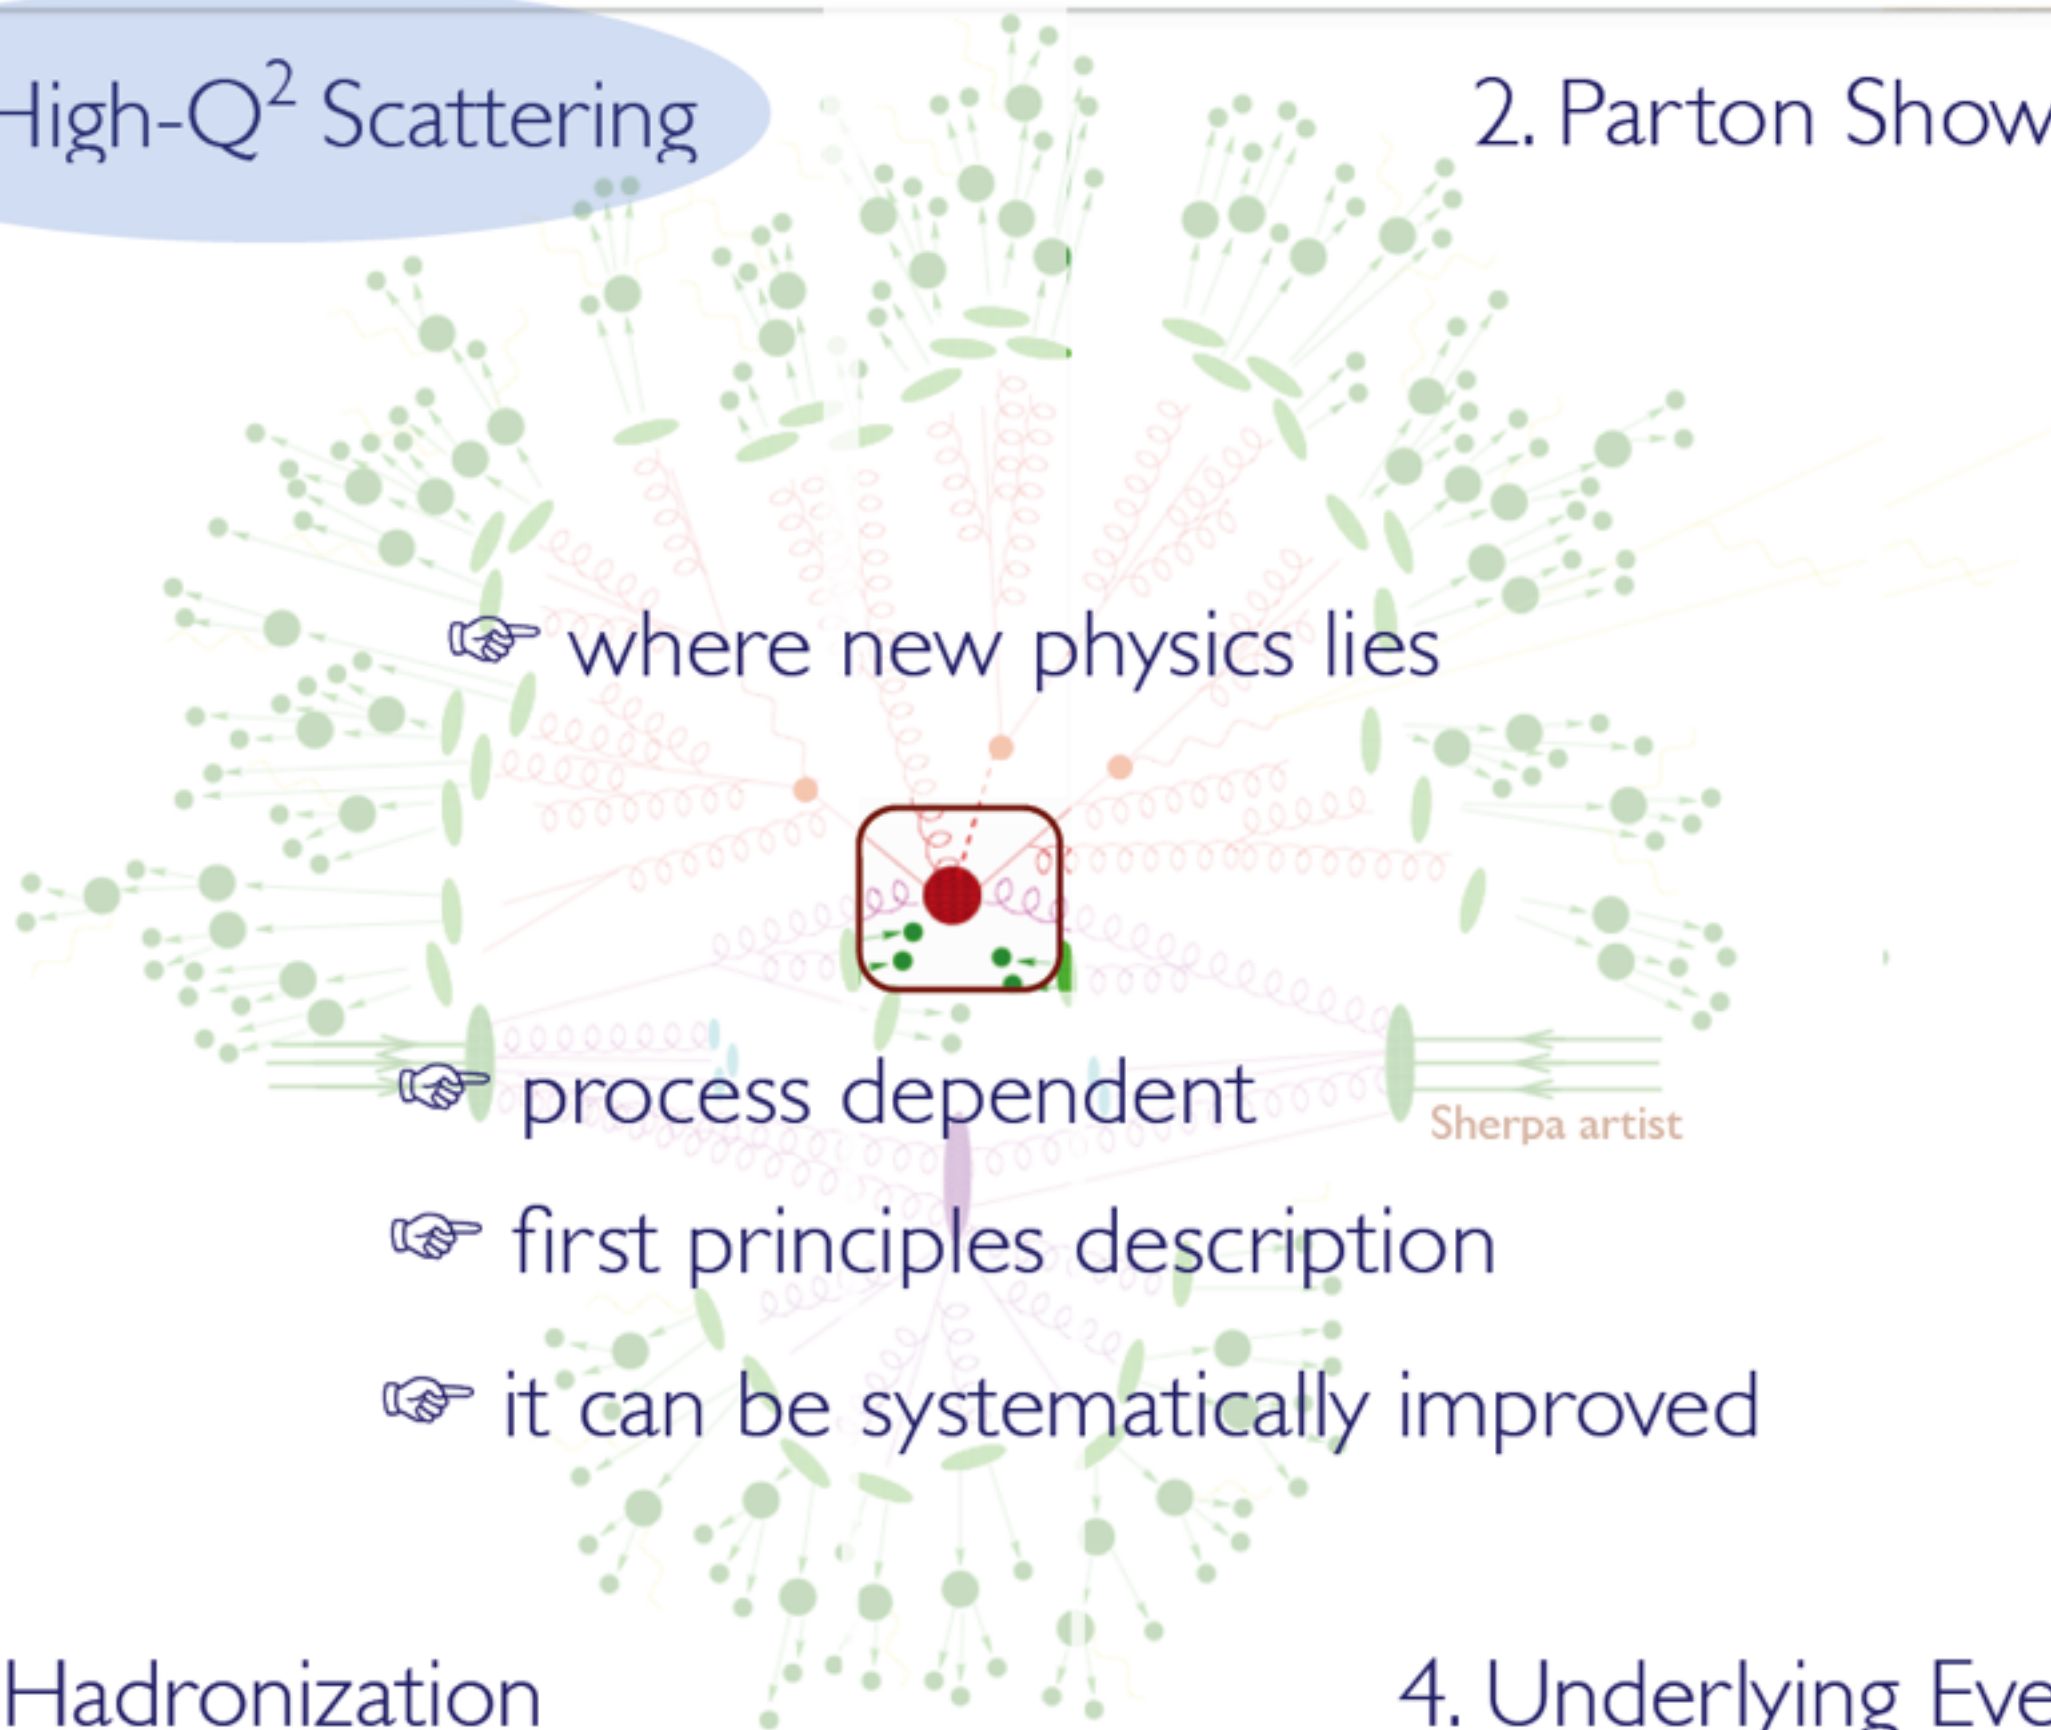 High-Q² Scattering
2. Parton Show
☞ where new physics lies
☞ process dependent
Sherpa artist
☞ first principles description
☞ it can be systematically improved
Hadronization
4. Underlying Eve